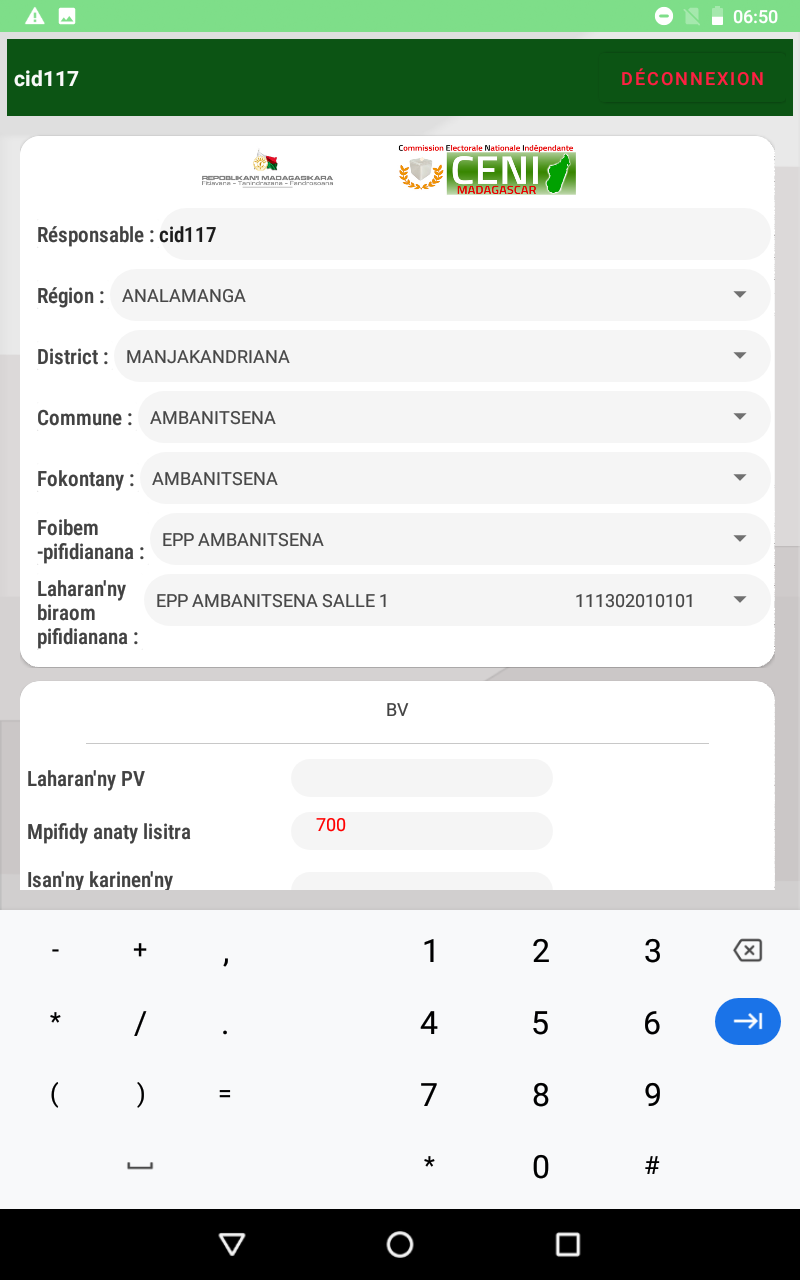 06:50
cid117
DÉCONNEXION
REPOBLIKAN'I MADAGASIKARA
Fitiavana - Tanindrazana - Fandrosoana
Commission Electorale Nationale Indépendante
CENI
MADAGASCAR
Résponsable : cid117
Région : ANALAMANGA
District : MANJAKANDRIANA
Commune : AMBANITSENA
Fokontany : AMBANITSENA
Foibem
-pifidianana : EPP AMBANITSENA
Laharan'ny
biraom
pifidianana :
EPP AMBANITSENA SALLE 1 111302010101
BV
Laharan'ny PV
Mpifidy anaty lisitra 700
Isan'ny karinen'ny
- + , 1 2 3
* / . 4 5 6
( ) = 7 8 9
* 0 #